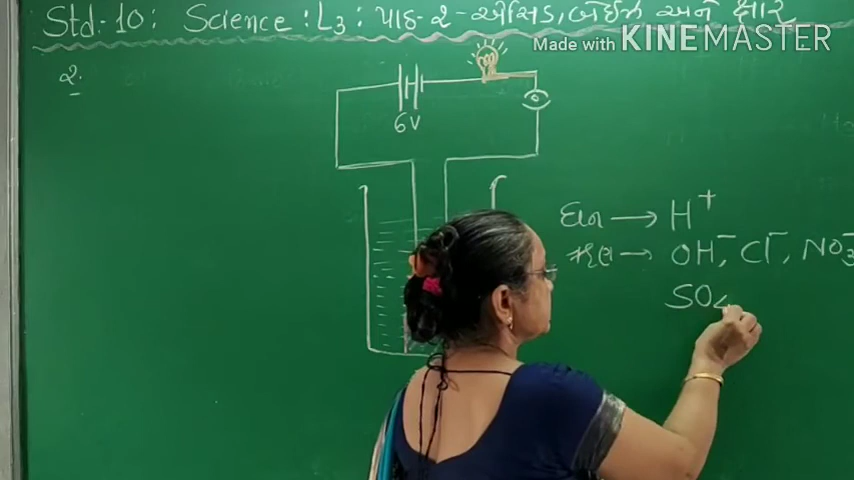 Std:-10: Science : L3 : પાઠ-૨ - એસિડ, બેઇઝ અને ક્ષાર
Made with KINEMASTER
૨.
6V
ધન → H⁺
ઋણ → OH⁻, Cl⁻, NO₃⁻
SO₄